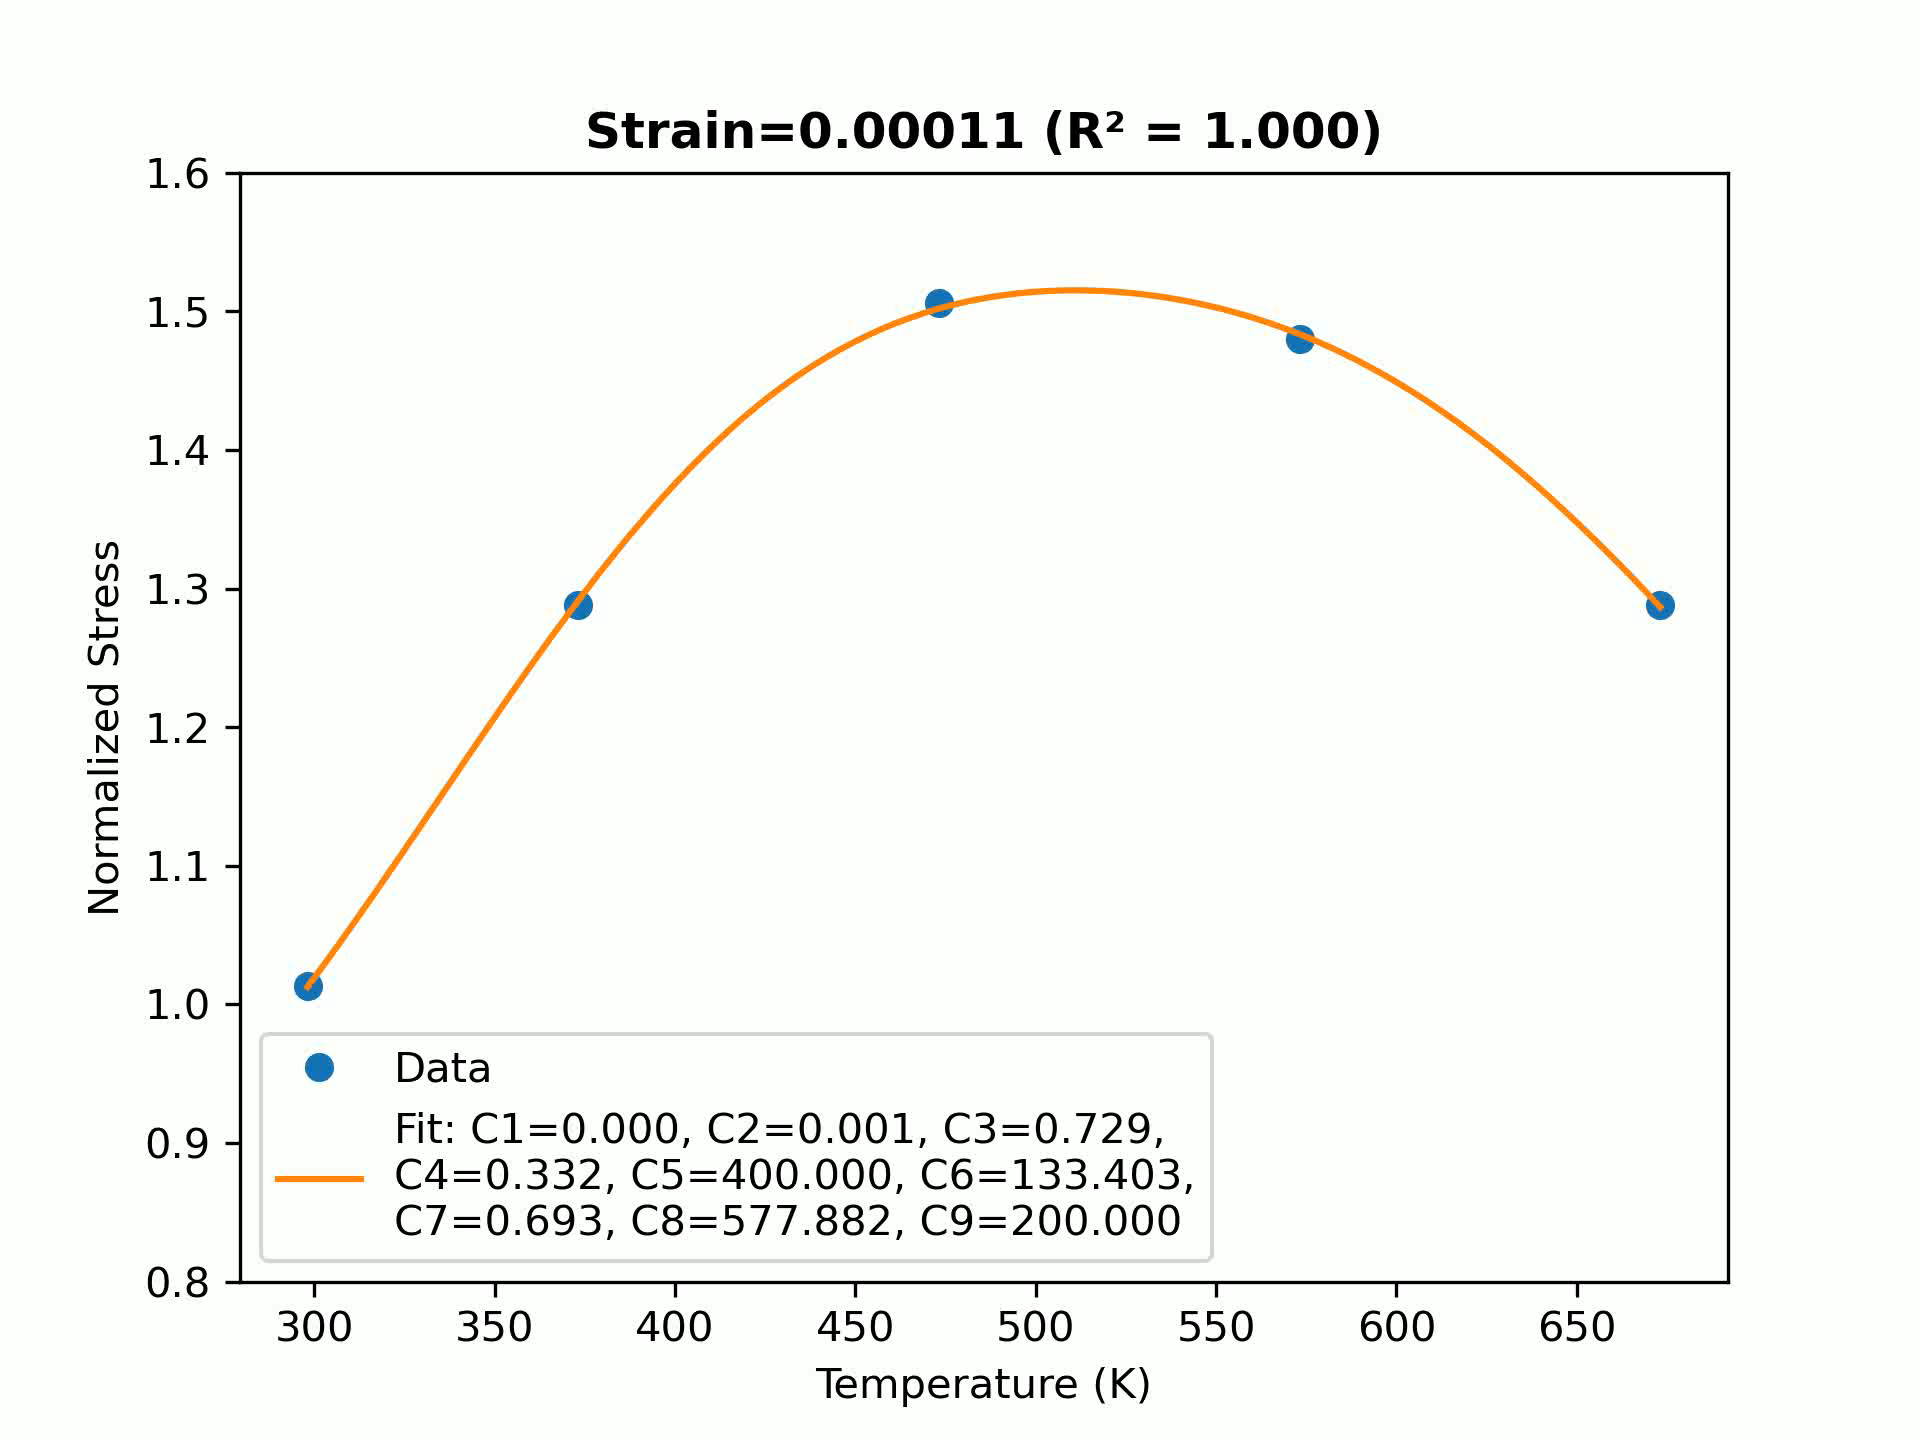 Strain=0.00011 (R² = 1.000)
1.6
1.5
1.4
1.3
1.2
1.1
1.0
0.9
0.8
Normalized Stress
Data
Fit: C1=0.000, C2=0.001, C3=0.729,
C4=0.332, C5=400.000, C6=133.403,
C7=0.693, C8=577.882, C9=200.000
300 350 400 450 500 550 600 650
Temperature (K)